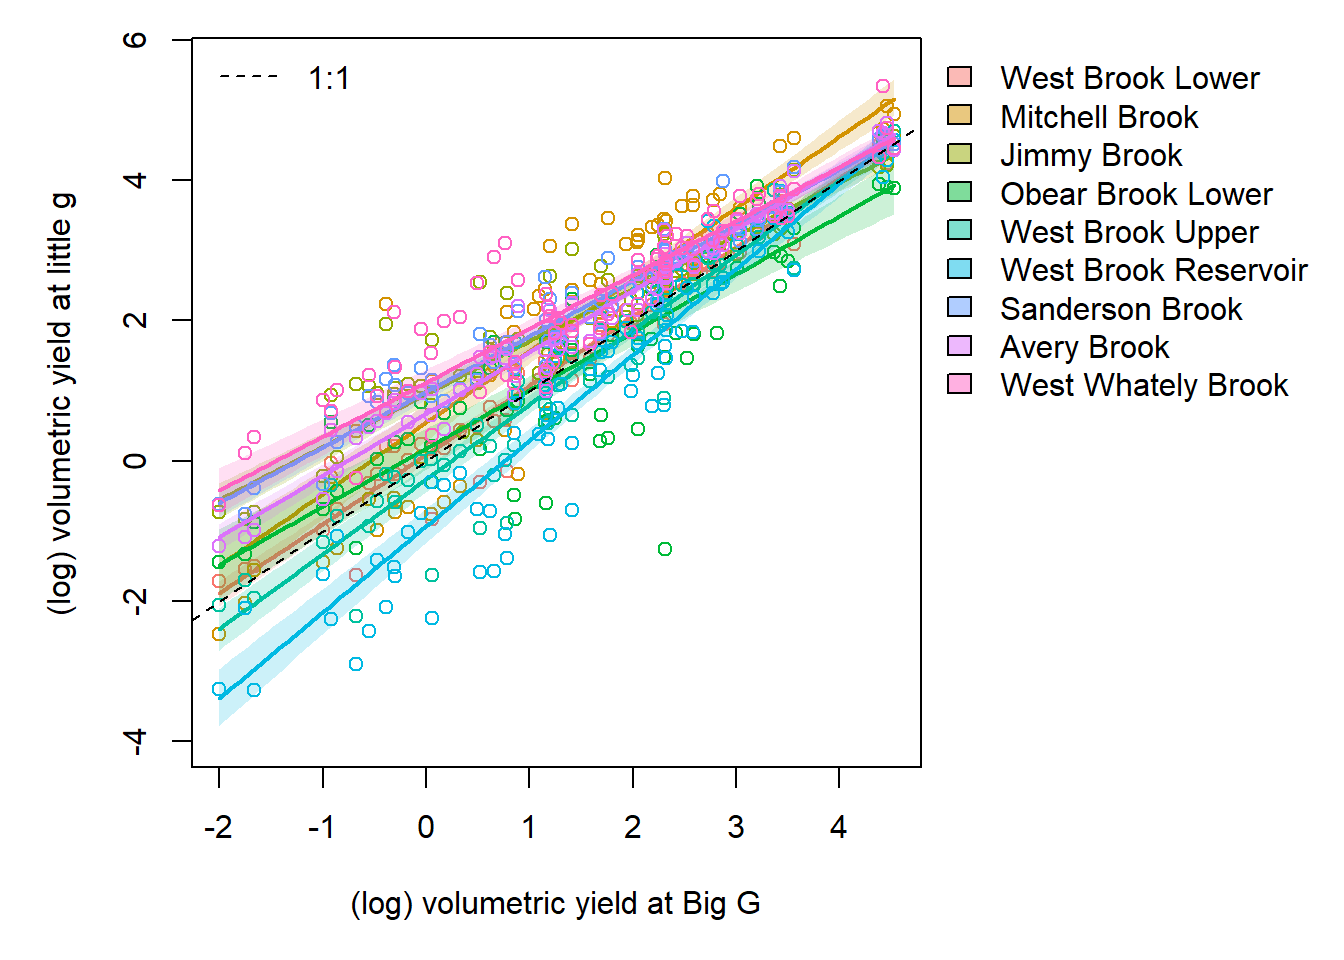 6
4
2
0
-2
-4
(log) volumetric yield at little g
1:1
West Brook Lower
Mitchell Brook
Jimmy Brook
Obear Brook Lower
West Brook Upper
West Brook Reservoir
Sanderson Brook
Avery Brook
West Whately Brook
-2 -1 0 1 2 3 4
(log) volumetric yield at Big G